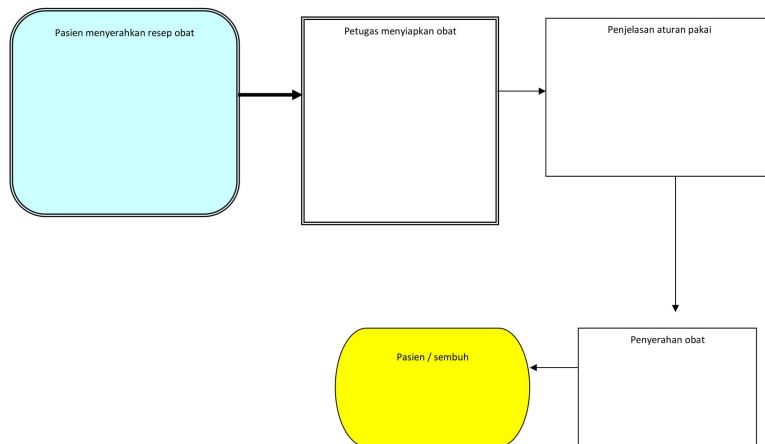 Pasien menyerahkan resep obat
Petugas menyiapkan obat
Penjelasan aturan pakai
Penyerahan obat
Pasien / sembuh